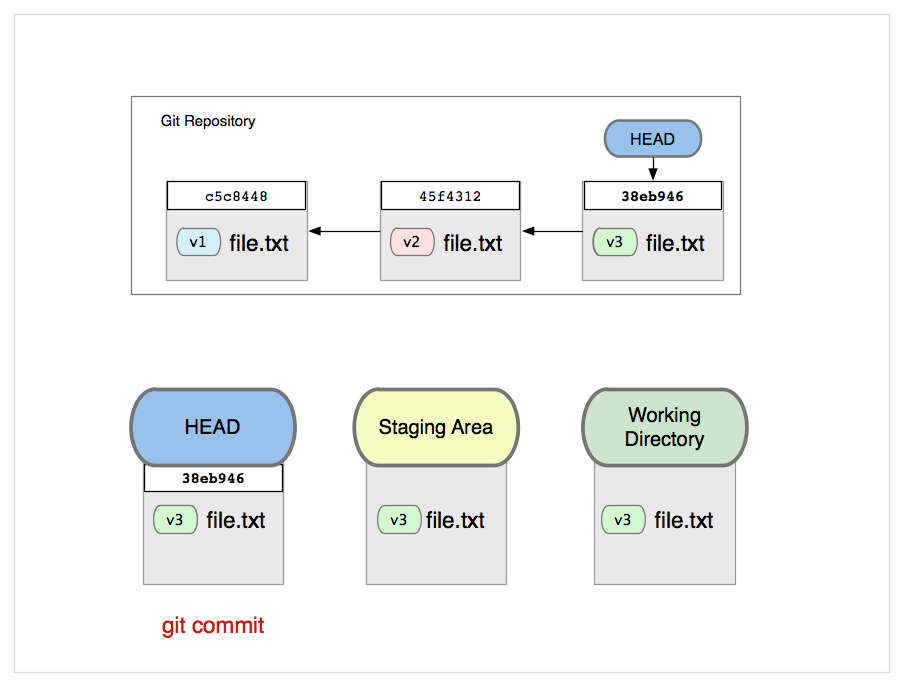 Git Repository
HEAD
c5c8448
45f4312
38eb946
v1 file.txt
v2 file.txt
v3 file.txt
HEAD
Staging Area
Working
Directory
38eb946
v3 file.txt
v3 file.txt
v3 file.txt
git commit